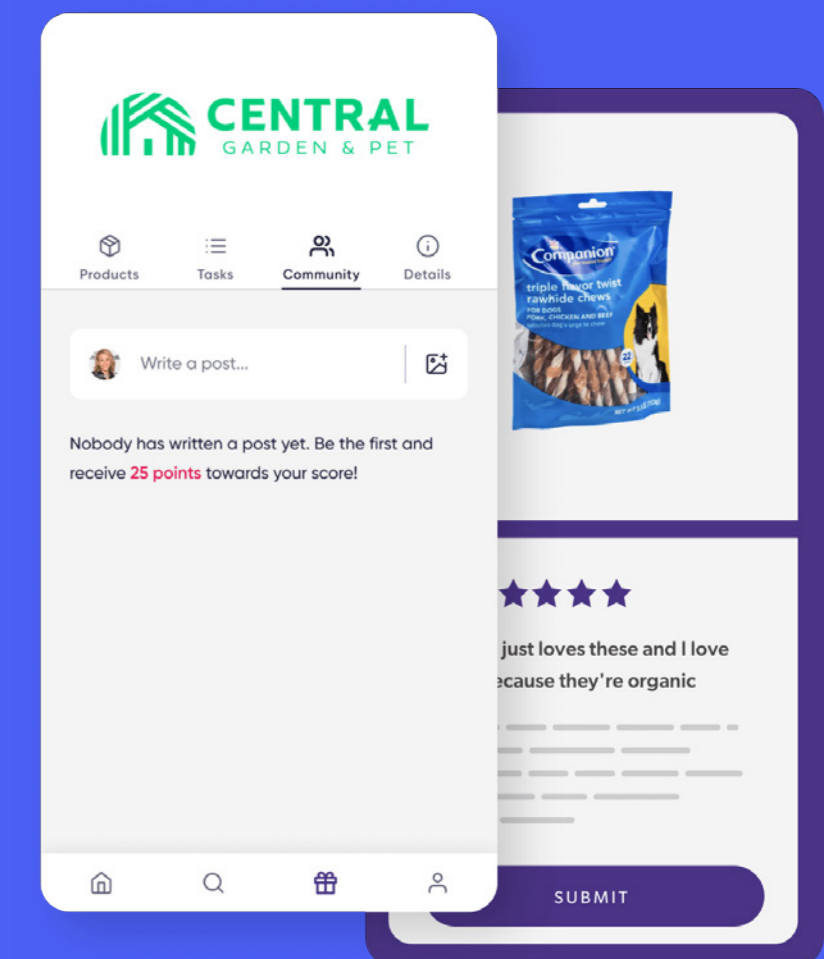 CENTRAL
GARDEN & PET
Products
Tasks
Community
Details
Write a post...
Nobody has written a post yet. Be the first and
receive 25 points towards your score!
Companion
triple flavor twist
rawhide chews
FOR DOGS
PORK, CHICKEN AND BEEF
22
just loves these and I love
because they're organic
SUBMIT